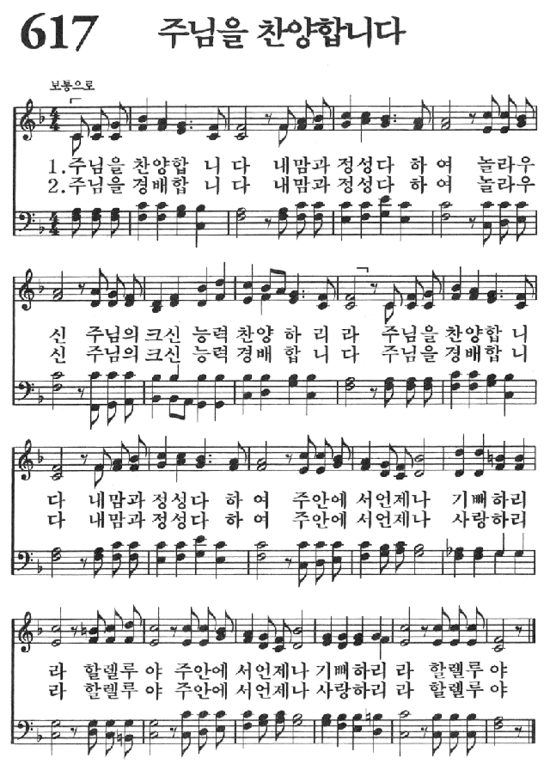 617 주님을 찬양합니다
보통으로
1.주님을 찬양합 니 다 내맘과 정성다 하 여 놀라우
2.주님을 경배합 니 다 내맘과 정성다 하 여 놀라우
신 주님의 크신 능력 찬양 하 리 라 주님을 찬양합 니
신 주님의 크신 능력 경배 합 니 다 주님을 경배합 니
다 내맘과 정성다 하 여 주안에 서언제나 기뻐하리
다 내맘과 정성다 하 여 주안에 서언제나 사랑하리
라 할렐루 야 주안에 서언제나 기뻐하리 라 할렐루 야
라 할렐루 야 주안에 서언제나 사랑하리 라 할렐루 야